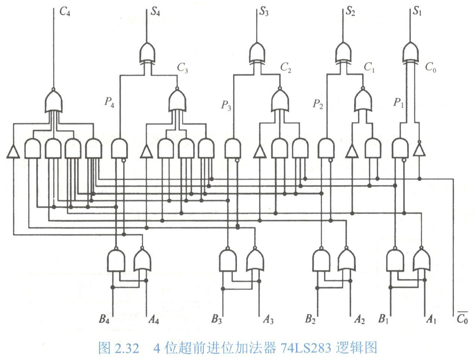 C₄ S₄ S₃ S₂ S₁
C₃ C₂ C₁ C₀
P₄ P₃ P₂ P₁
B₄ A₄ B₃ A₃ B₂ A₂ B₁ A₁ C̅₀
图 2.32 4 位超前进位加法器 74LS283 逻辑图